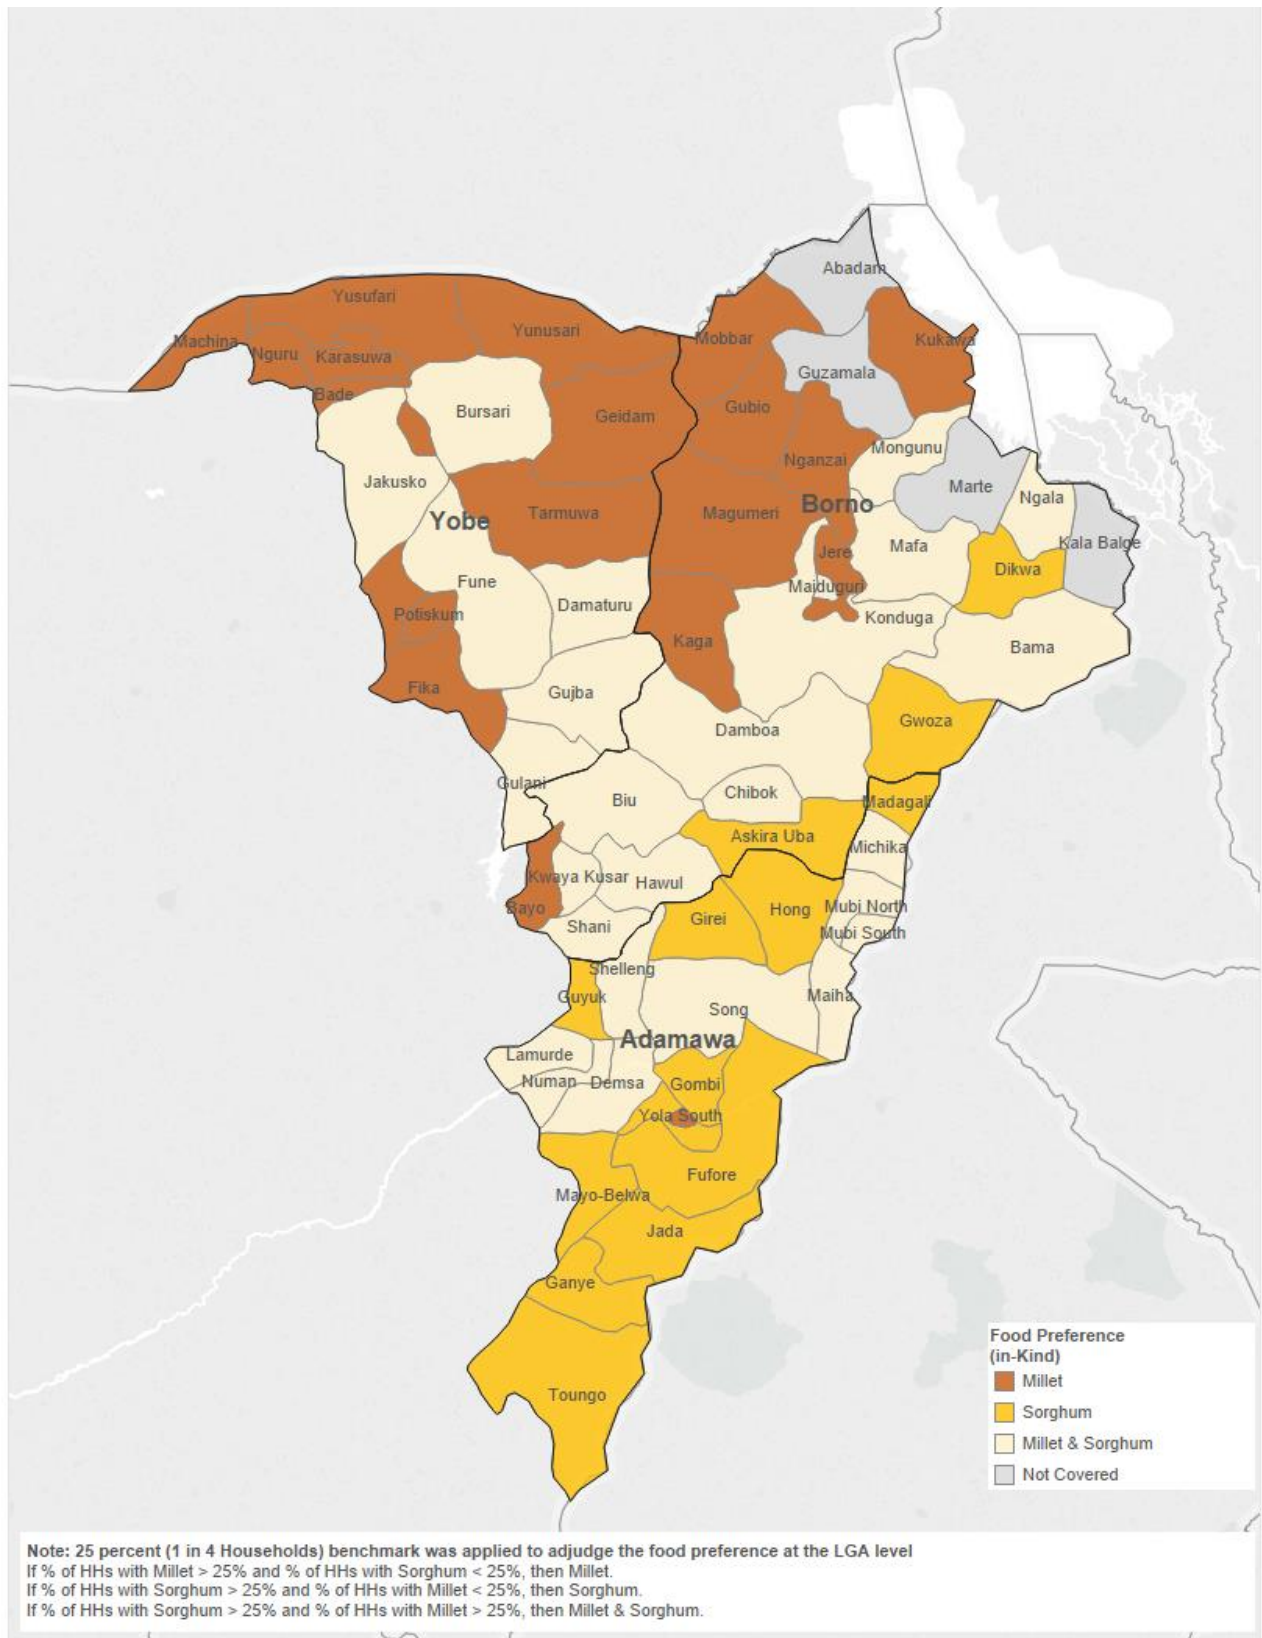 Abadam
Yusufari
Yunusari
Machina
Nguru
Karasuwa
Mobbar
Kukawa
Guzamala
Bade
Bursari
Geidam
Gubio
Mongunu
Nganzai
Jakusko
Marte
Ngala
Yobe
Tarmuwa
Magumeri
Borno
Kala Balge
Jere
Mafa
Dikwa
Fune
Maiduguri
Damaturu
Potiskum
Konduga
Kaga
Bama
Fika
Gujba
Gwoza
Damboa
Gulani
Biu
Chibok
Madagali
Askira Uba
Michika
Kwaya Kusar
Hawul
Bayo
Shani
Girei
Hong
Mubi North
Mubi South
Shelleng
Guyuk
Song
Maiha
Adamawa
Lamurde
Numan
Demsa
Gombi
Yola South
Fufore
Mayo-Belwa
Jada
Ganye
Toungo
Food Preference
(in-Kind)
Millet
Sorghum
Millet & Sorghum
Not Covered
Note: 25 percent (1 in 4 Households) benchmark was applied to adjudge the food preference at the LGA level
If % of HHs with Millet > 25% and % of HHs with Sorghum < 25%, then Millet.
If % of HHs with Sorghum > 25% and % of HHs with Millet < 25%, then Sorghum.
If % of HHs with Sorghum > 25% and % of HHs with Millet > 25%, then Millet & Sorghum.